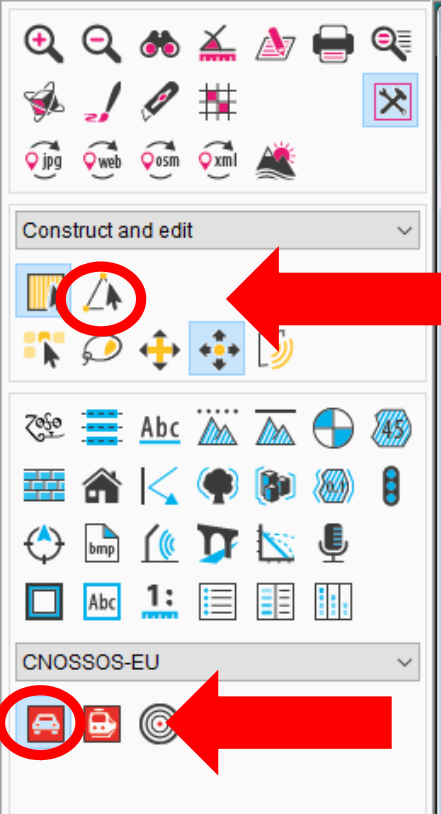 jpg web osm xml
Construct and edit
Abc 45
bmp
Abc 1:
CNOSSOS-EU